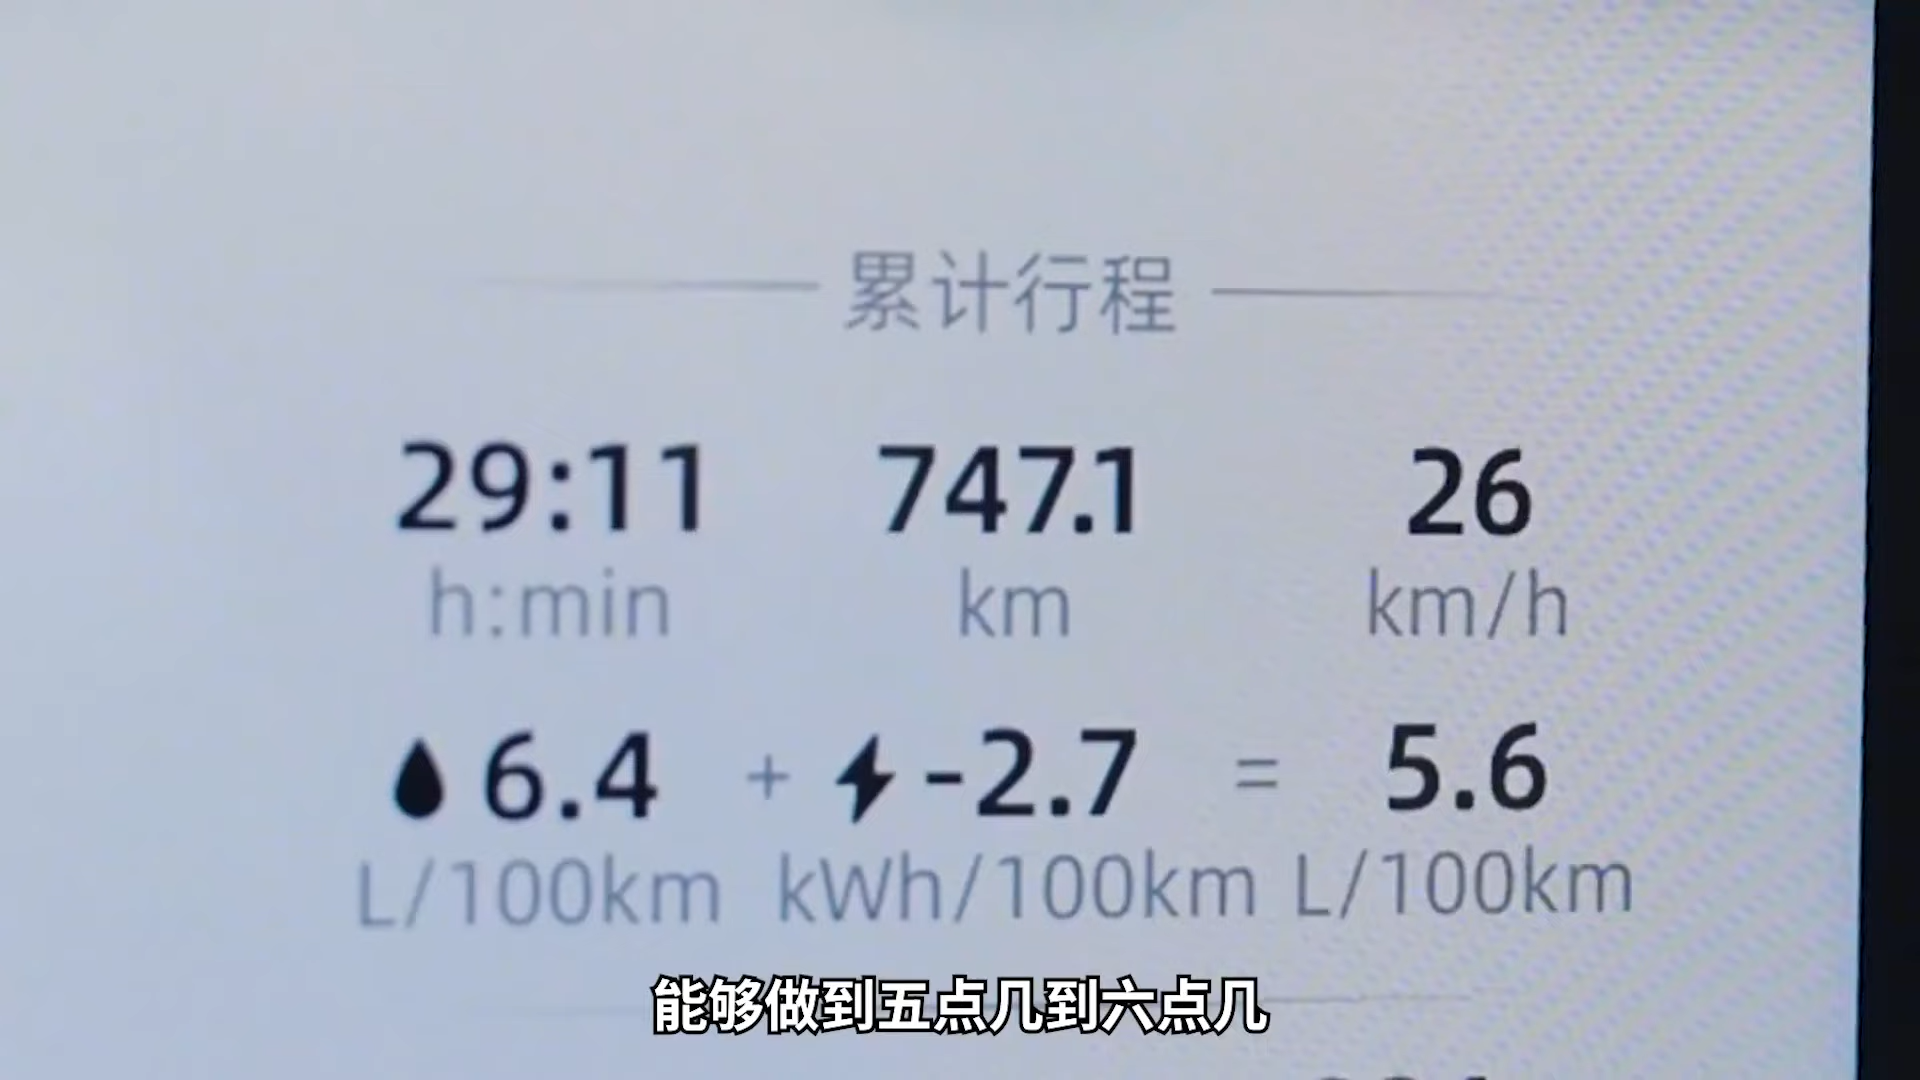 累计行程
29:11 747.1 26
h:min km km/h
6.4 + -2.7 = 5.6
L/100km kWh/100km L/100km
能够做到五点几到六点几